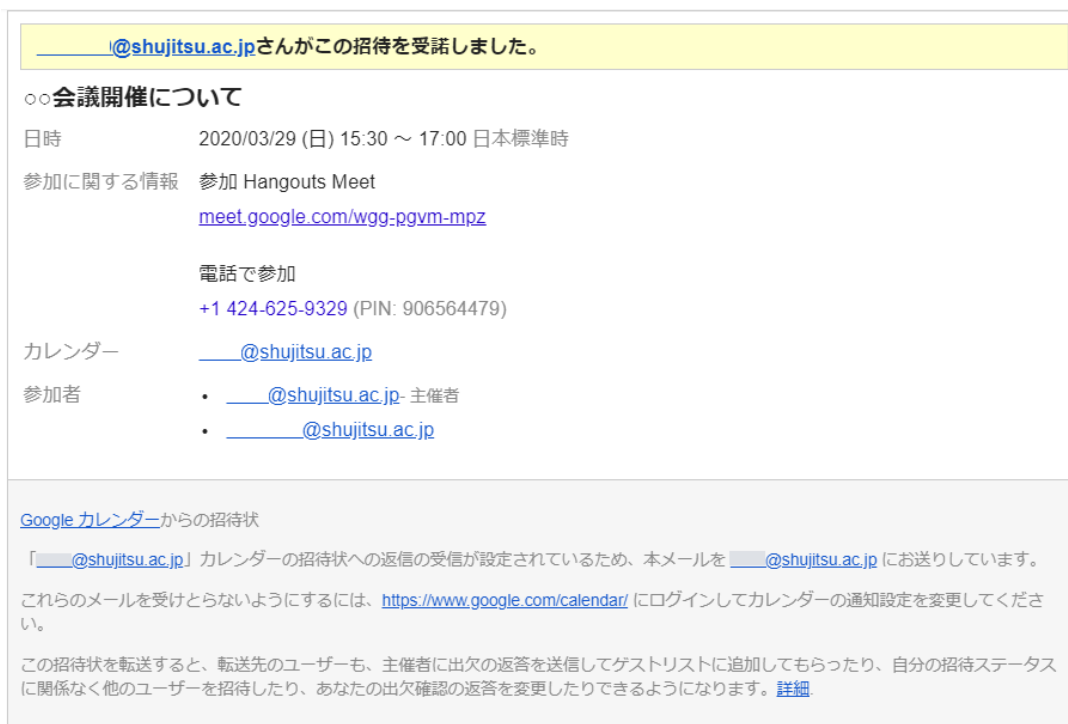 @shujitsu.ac.jpさんがこの招待を受諾しました。
○○会議開催について
日時 2020/03/29 (日) 15:30 ～ 17:00 日本標準時
参加に関する情報 参加 Hangouts Meet
meet.google.com/wgg-pgvm-mpz
電話で参加
+1 424-625-9329 (PIN: 906564479)
カレンダー @shujitsu.ac.jp
参加者 • @shujitsu.ac.jp- 主催者
• @shujitsu.ac.jp
Google カレンダーからの招待状
「 @shujitsu.ac.jp」カレンダーの招待状への返信の受信が設定されているため、本メールを @shujitsu.ac.jp にお送りしています。
これらのメールを受けとらないようにするには、https://www.google.com/calendar/ にログインしてカレンダーの通知設定を変更してくださ
い。
この招待状を転送すると、転送先のユーザーも、主催者に出欠の返答を送信してゲストリストに追加してもらったり、自分の招待ステータス
に関係なく他のユーザーを招待したり、あなたの出欠確認の返答を変更したりできるようになります。詳細.